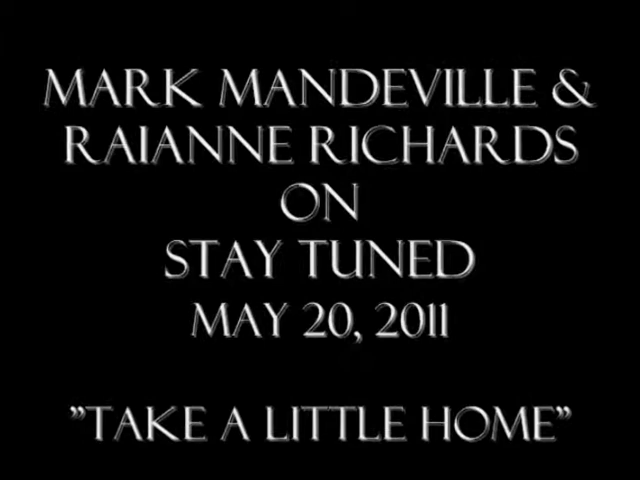 MARK MANDEVILLE &
RAIANNE RICHARDS
ON
STAY TUNED
MAY 20, 2011
"TAKE A LITTLE HOME"